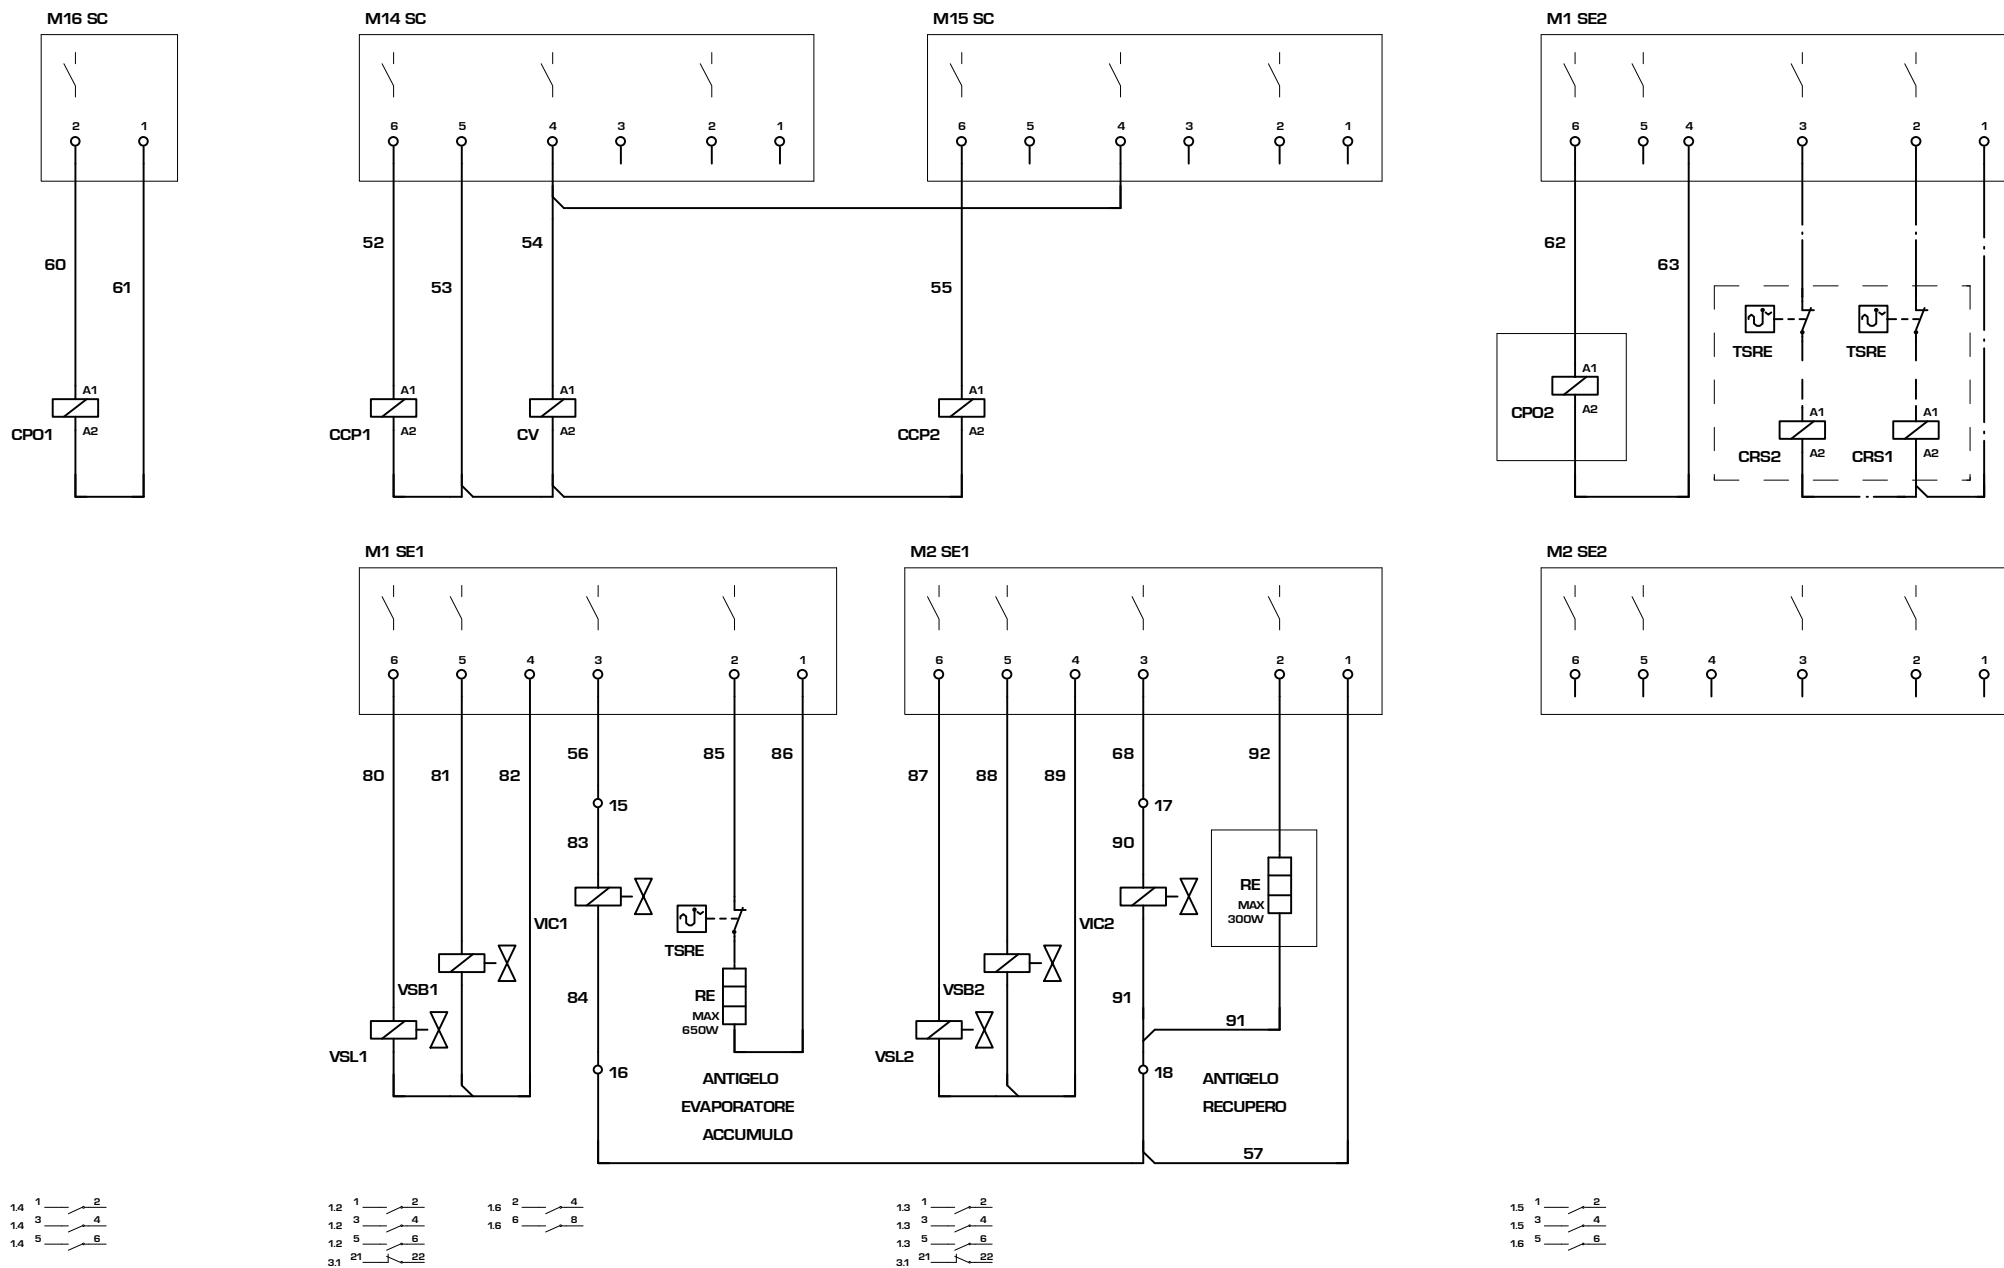 M16 SC M14 SC M15 SC M1 SE2
2 1 6 5 4 3 2 1 6 5 4 3 2 1 6 5 4 3 2 1
52 54 62
60 63
61 53 55
TSRE TSRE
A1
CPO2 A2
A1 A1 A1 A1
CPO1 A2 CCP1 A2 CV A2 CCP2 A2
A1 A1
CRS2 A2 CRS1 A2
M1 SE1 M2 SE1 M2 SE2
6 5 4 3 2 1 6 5 4 3 2 1 6 5 4 3 2 1
56 85 86 68 92
80 81 82 87 88 89
15 17
83 90
RE
MAX
300W
VIC1 VIC2
TSRE
VSB1 VSB2
84 RE 91
MAX
650W
91
VSL1 VSL2
16 18
ANTIGELO
EVAPORATORE
ACCUMULO
ANTIGELO
RECUPERO
57
1.4 1 2
1.4 3 4
1.4 5 6
1.2 1 2
1.2 3 4
1.2 5 6
3.1 21 22
1.6 2 4
1.6 6 8
1.3 1 2
1.3 3 4
1.3 5 6
3.1 21 22
1.5 1 2
1.5 3 4
1.6 5 6